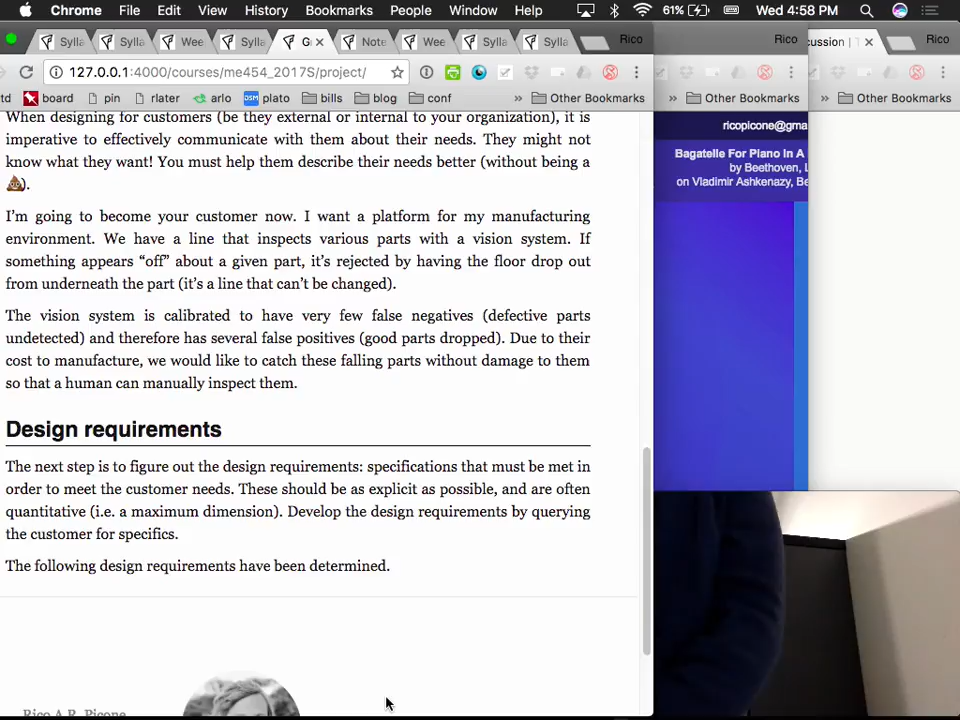 Chrome File Edit View History Bookmarks People Window Help 61% Wed 4:58 PM
Sylla Sylla Wee Sylla G Note Wee Sylla Sylla Rico Rico cussion | T Rico
127.0.0.1:4000/courses/me454_2017S/project/
td board pin rlater arlo DSM plato bills blog conf » Other Bookmarks » Other Bookmarks » Other Bookmarks
When designing for customers (be they external or internal to your organization), it is
imperative to effectively communicate with them about their needs. They might not
know what they want! You must help them describe their needs better (without being a
💩).
I'm going to become your customer now. I want a platform for my manufacturing
environment. We have a line that inspects various parts with a vision system. If
something appears “off” about a given part, it's rejected by having the floor drop out
from underneath the part (it's a line that can't be changed).
The vision system is calibrated to have very few false negatives (defective parts
undetected) and therefore has several false positives (good parts dropped). Due to their
cost to manufacture, we would like to catch these falling parts without damage to them
so that a human can manually inspect them.
Design requirements
The next step is to figure out the design requirements: specifications that must be met in
order to meet the customer needs. These should be as explicit as possible, and are often
quantitative (i.e. a maximum dimension). Develop the design requirements by querying
the customer for specifics.
The following design requirements have been determined.
Rico A.R. Picone
ricopicone@gma
Bagatelle For Piano In A
by Beethoven, L
on Vladimir Ashkenazy, Be